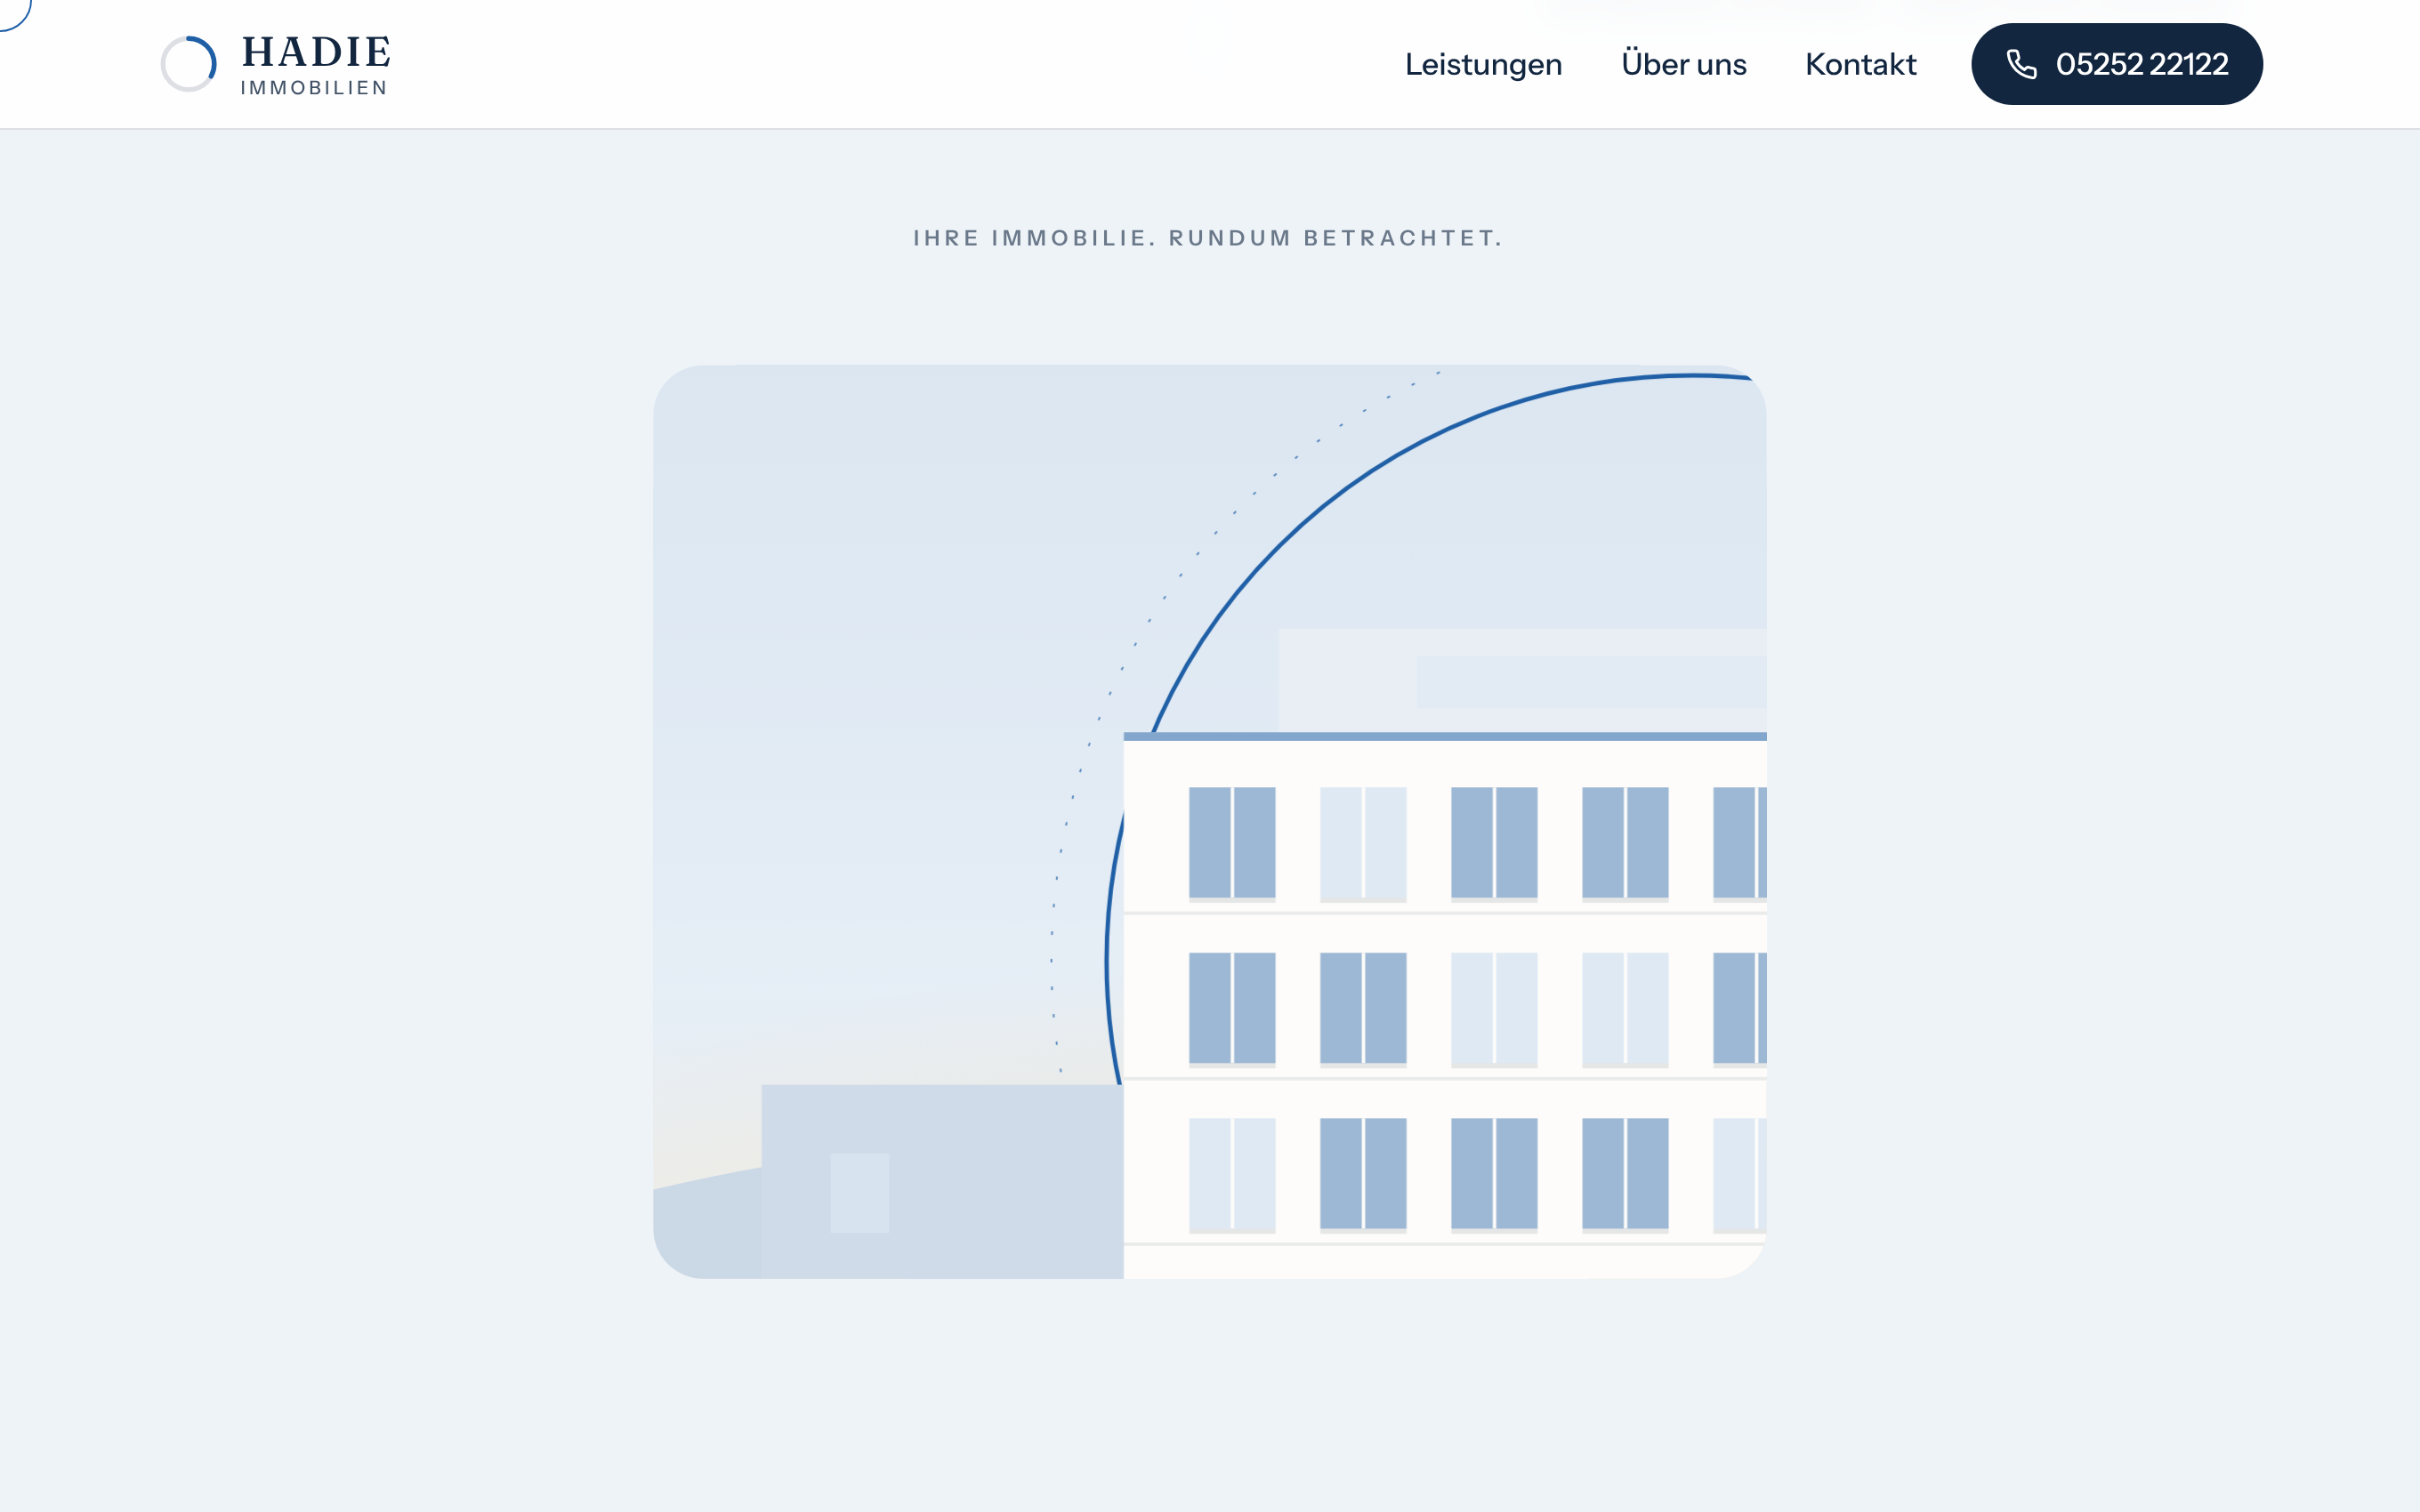 HADIE
IMMOBILIEN
Leistungen
Über uns
Kontakt
05252 22122
IHRE IMMOBILIE. RUNDUM BETRACHTET.